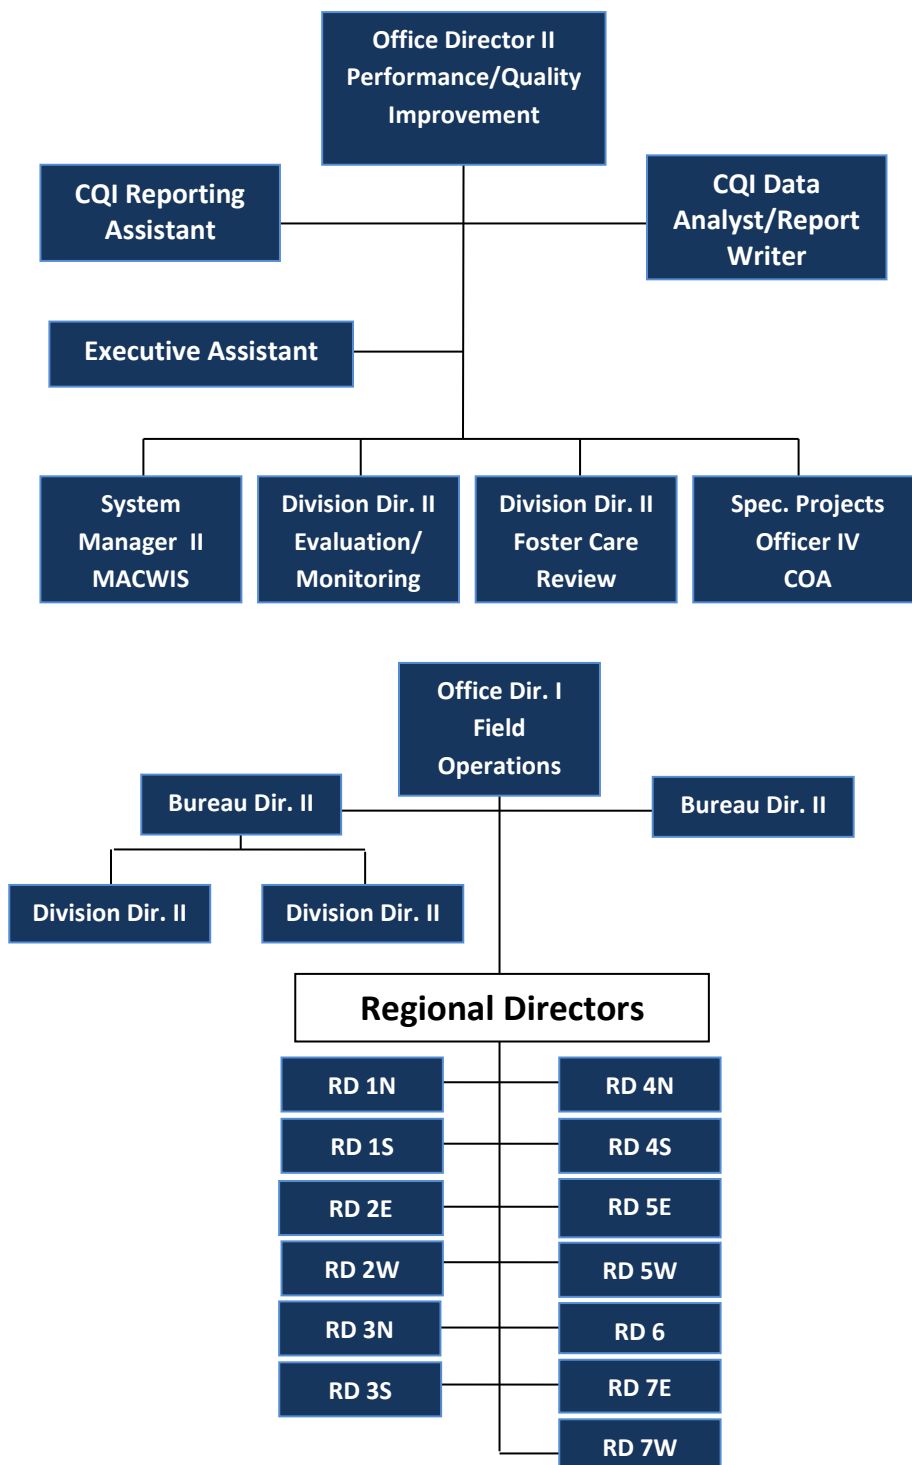 Office Director II
Performance/Quality
Improvement
CQI Reporting
Assistant
CQI Data
Analyst/Report
Writer
Executive Assistant
System
Manager II
MACWIS
Division Dir. II
Evaluation/
Monitoring
Division Dir. II
Foster Care
Review
Spec. Projects
Officer IV
COA
Office Dir. I
Field
Operations
Bureau Dir. II
Bureau Dir. II
Division Dir. II
Division Dir. II
Regional Directors
RD 1N
RD 4N
RD 1S
RD 4S
RD 2E
RD 5E
RD 2W
RD 5W
RD 3N
RD 6
RD 3S
RD 7E
RD 7W